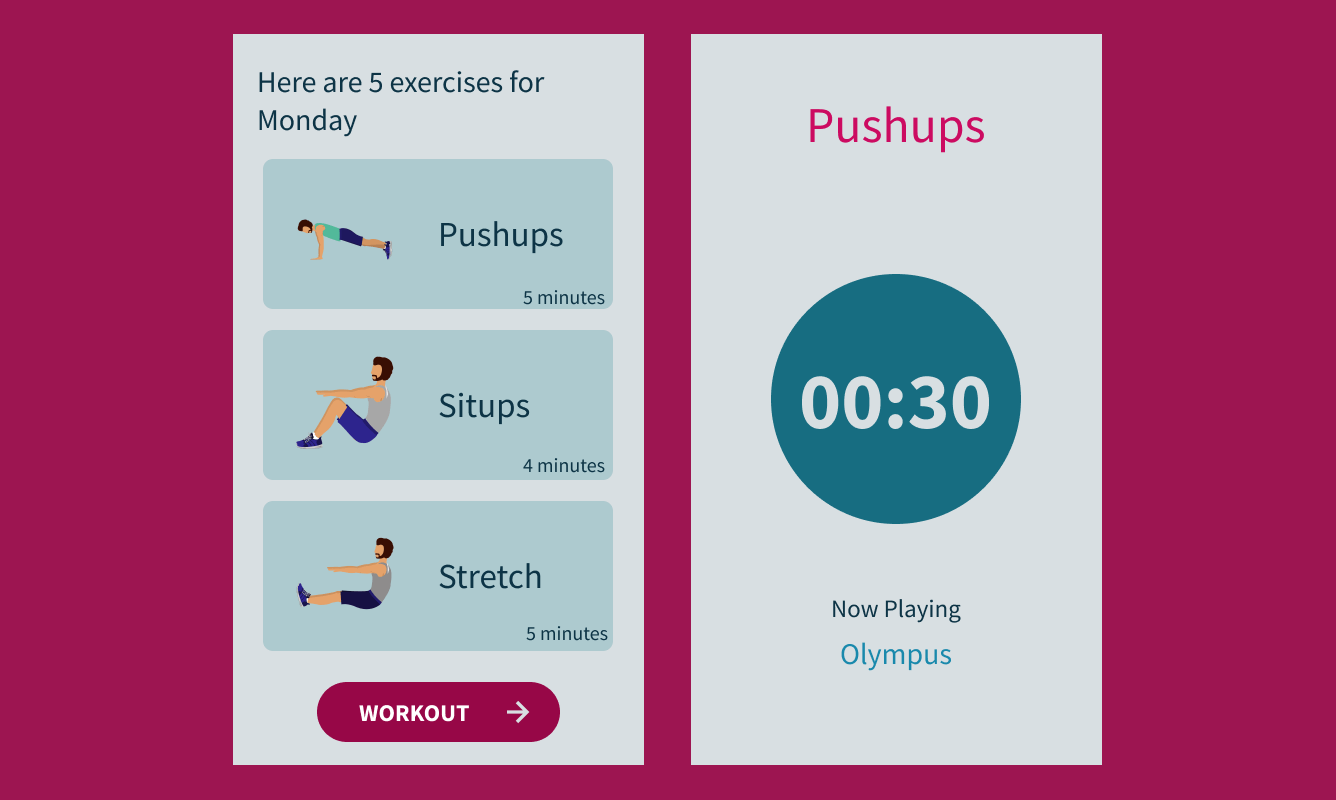 Here are 5 exercises for
Monday
Pushups
5 minutes
Situps
4 minutes
Stretch
5 minutes
WORKOUT
Pushups
00:30
Now Playing
Olympus